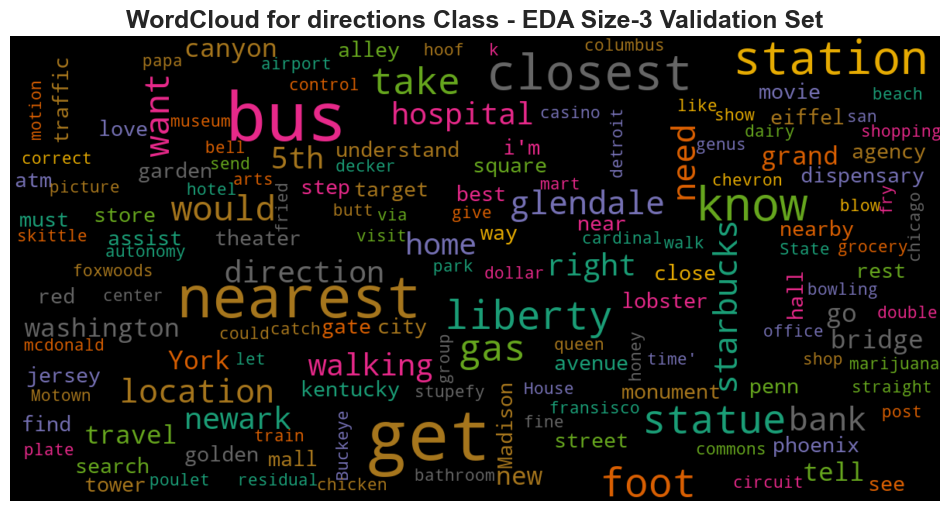 WordCloud for directions Class - EDA Size-3 Validation Set
papa canyon alley hoof k columbus station
airport control take closest
motion traffic want bus hospital casino like show movie beach
museum love bell 5th understand i'm detroit need dairy eiffel san shopping
correct send decker square genus grand agency
atm picture garden hotel arts step target best mart chevron dispensary
must store would fried butt via give glendale know blow fry chicago
skittle assist theater visit home way near cardinal walk nearby State grocery
autonomy direction park right starbucks close rest
foxwoods dollar bowling
red center nearest liberty lobster hall office go double
washington could catch gate city bridge
mcdonald York let walking group gas queen avenue honey time' shop marijuana
jersey Motown location kentucky stupefy House monument penn straight
find newark Buckeye get Madison fransisco fine statue bank post
plate travel train street commons phoenix
search golden mall bathroom new foot tell
tower poulet residual chicken circuit see